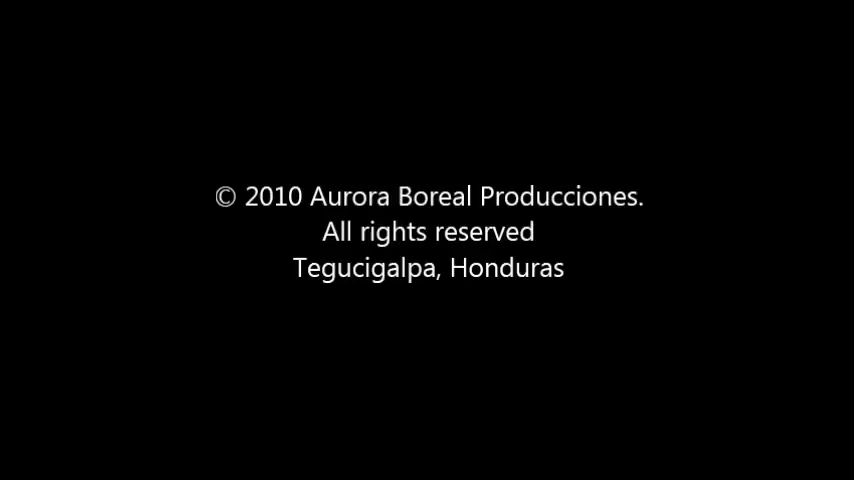 © 2010 Aurora Boreal Producciones.
All rights reserved
Tegucigalpa, Honduras